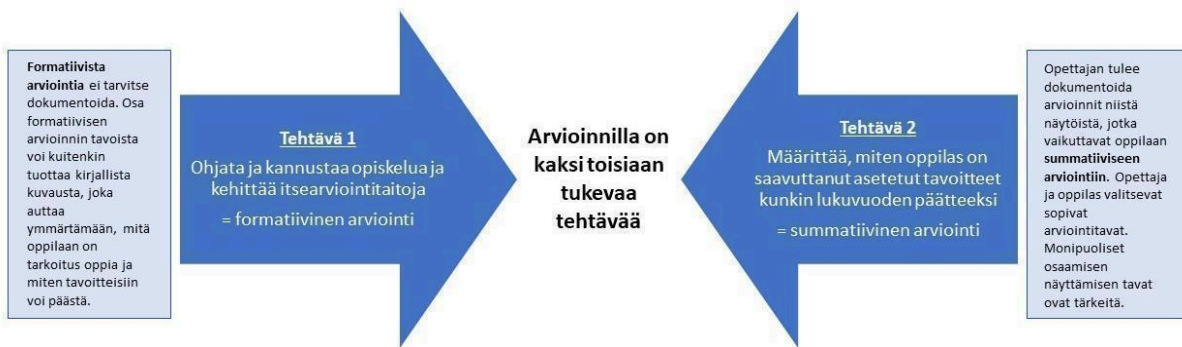 Formatiivista
arviointia ei tarvitse
dokumentoida. Osa
formatiivisen
arvioinnin tavoista
voi kuitenkin
tuottaa kirjallista
kuvausta, joka
auttaa
ymmärtämään, mitä
oppilaan on
tarkoitus oppia ja
miten tavoitteisiin
voi päästä.
Tehtävä 1
Ohjata ja kannustaa opiskelua ja
kehittää itsearviointitaitoja
= formatiivinen arviointi
Arvioinnilla on
kaksi toisiaan
tukevaa
tehtävää
Tehtävä 2
Määrittää, miten oppilas on
saavuttanut asetetut tavoitteet
kunkin lukuvuoden päätteeksi
= summatiivinen arviointi
Opettajan tulee
dokumentoida
arvioinnit niistä
näytöistä, jotka
vaikuttavat oppilaan
summatiiviseen
arviointiin. Opettaja
ja oppilas valitsevat
sopivat
arviointitavat.
Monipuoliset
osaamisen
näyttämisen tavat
ovat tärkeitä.